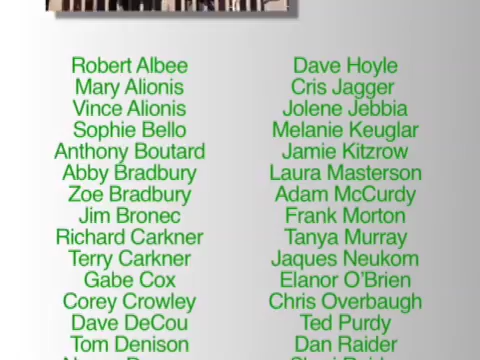 Robert Albee
Mary Alionis
Vince Alionis
Sophie Bello
Anthony Boutard
Abby Bradbury
Zoe Bradbury
Jim Bronec
Richard Carkner
Terry Carkner
Gabe Cox
Corey Crowley
Dave DeCou
Tom Denison
Dave Hoyle
Cris Jagger
Jolene Jebbia
Melanie Keuglar
Jamie Kitzrow
Laura Masterson
Adam McCurdy
Frank Morton
Tanya Murray
Jaques Neukom
Elanor O'Brien
Chris Overbaugh
Ted Purdy
Dan Raider